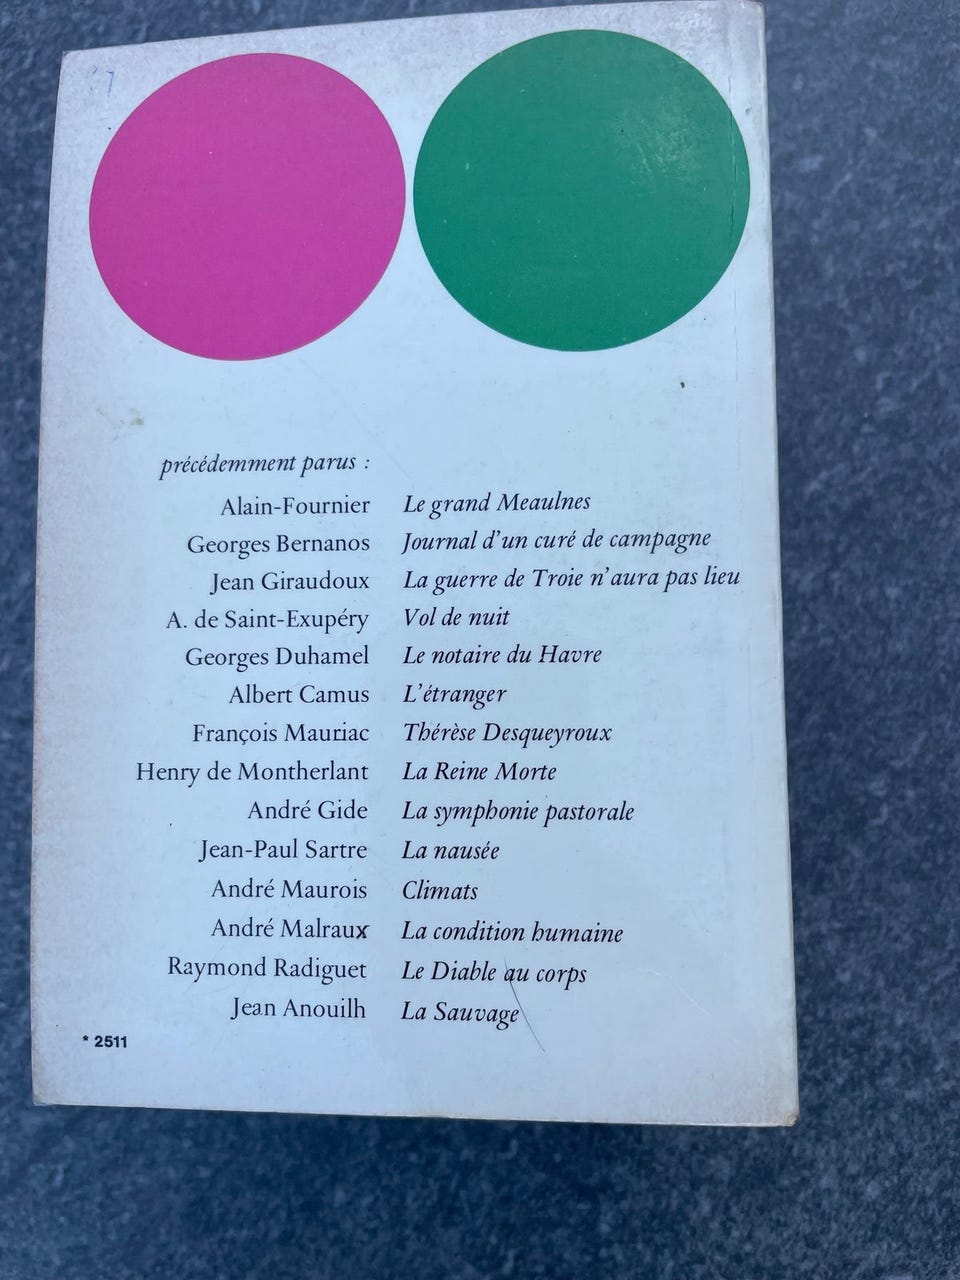 précédemment parus :
Alain-Fournier Le grand Meaulnes
Georges Bernanos Journal d'un curé de campagne
Jean Giraudoux La guerre de Troie n'aura pas lieu
A. de Saint-Exupéry Vol de nuit
Georges Duhamel Le notaire du Havre
Albert Camus L'étranger
François Mauriac Thérèse Desqueyroux
Henry de Montherlant La Reine Morte
André Gide La symphonie pastorale
Jean-Paul Sartre La nausée
André Maurois Climats
André Malraux La condition humaine
Raymond Radiguet Le Diable au corps
Jean Anouilh La Sauvage
* 2511